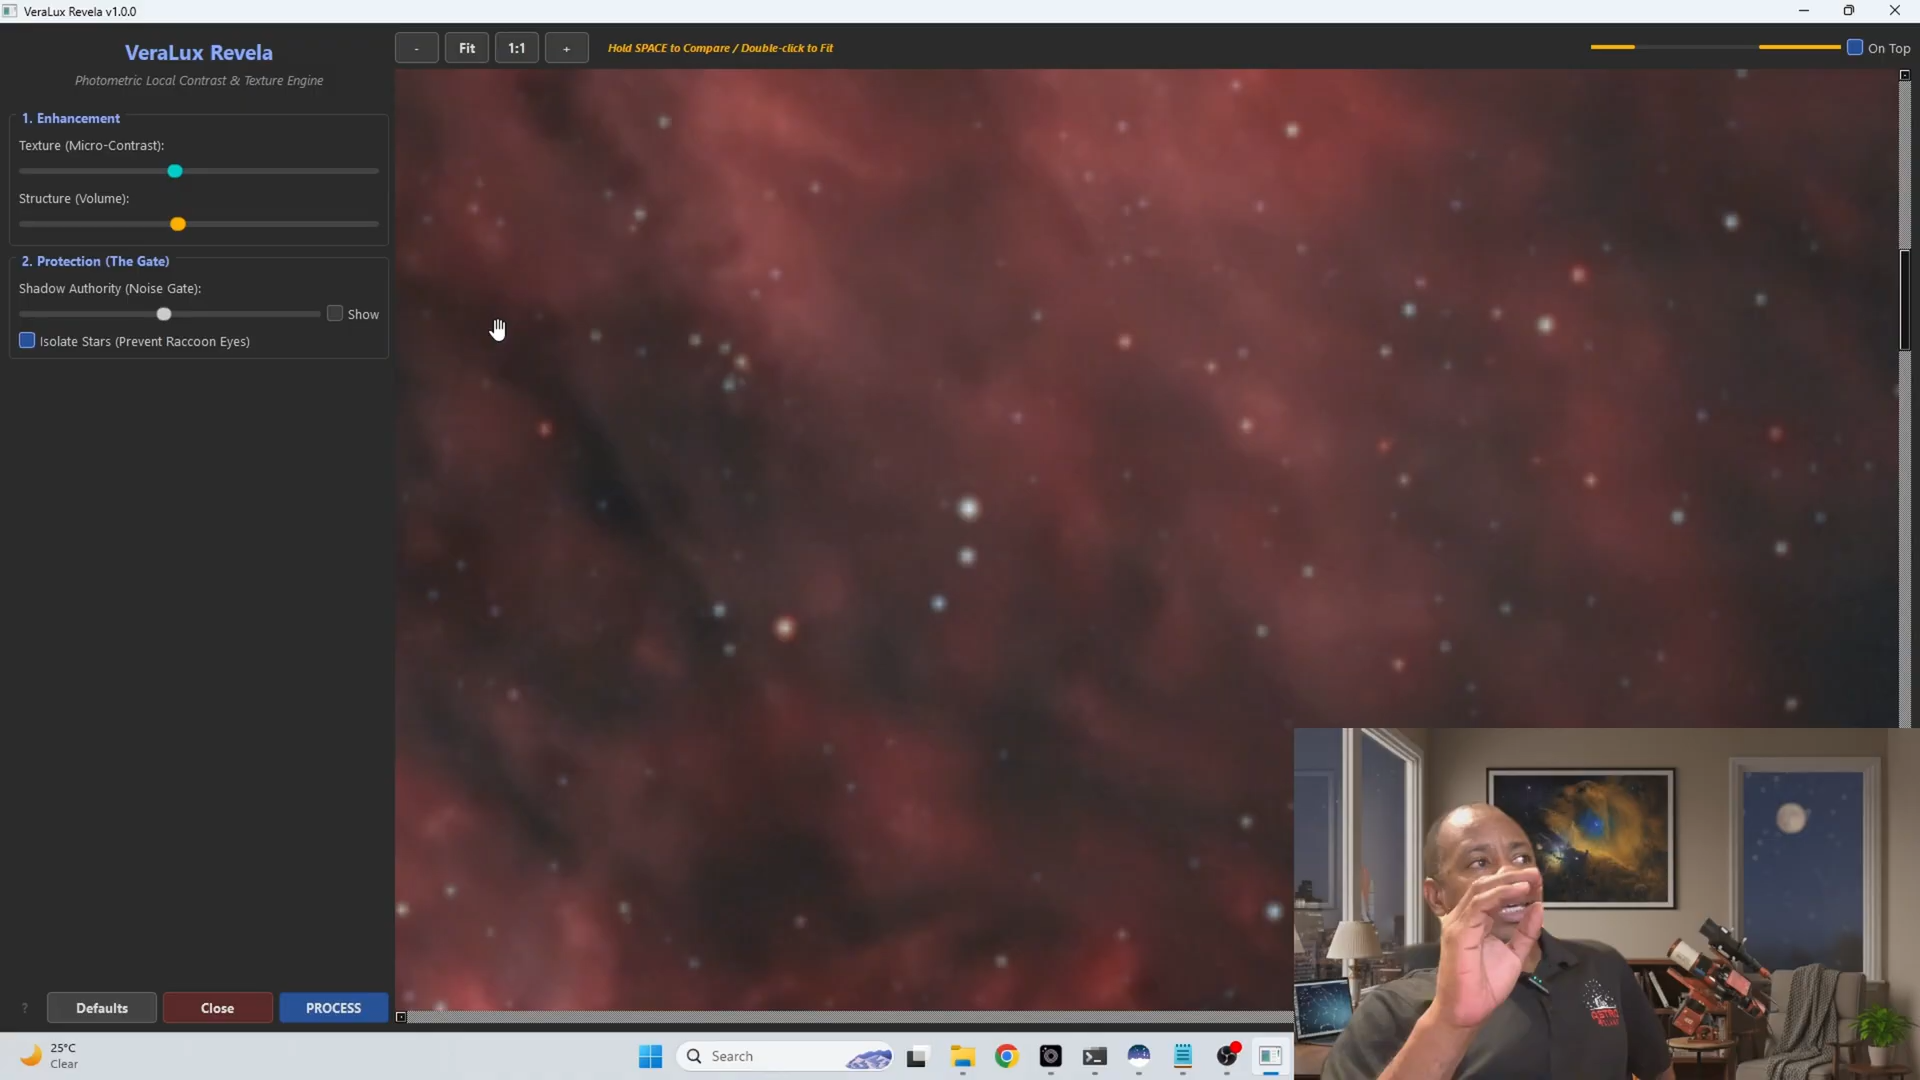 VeraLux Revela v1.0.0
VeraLux Revela
Photometric Local Contrast & Texture Engine
- Fit 1:1 + Hold SPACE to Compare / Double-click to Fit
On Top
1. Enhancement
Texture (Micro-Contrast):
Structure (Volume):
2. Protection (The Gate)
Shadow Authority (Noise Gate):
Show
Isolate Stars (Prevent Raccoon Eyes)
? Defaults Close PROCESS
25°C
Clear
Search